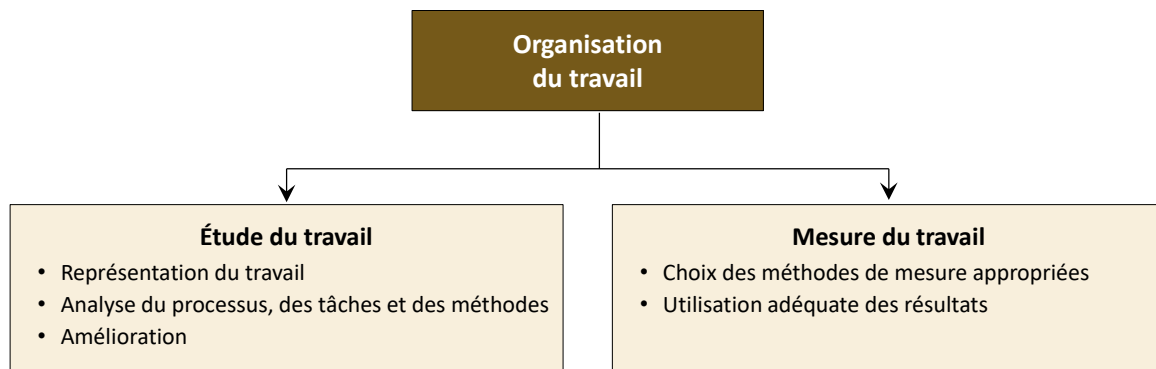 Organisation
du travail
Étude du travail
• Représentation du travail
• Analyse du processus, des tâches et des méthodes
• Amélioration
Mesure du travail
• Choix des méthodes de mesure appropriées
• Utilisation adéquate des résultats